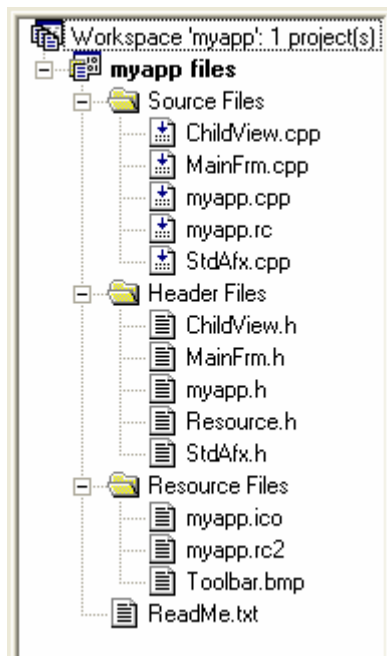 Workspace 'myapp': 1 project(s)
myapp files
Source Files
ChildView.cpp
MainFrm.cpp
myapp.cpp
myapp.rc
StdAfx.cpp
Header Files
ChildView.h
MainFrm.h
myapp.h
Resource.h
StdAfx.h
Resource Files
myapp.ico
myapp.rc2
Toolbar.bmp
ReadMe.txt